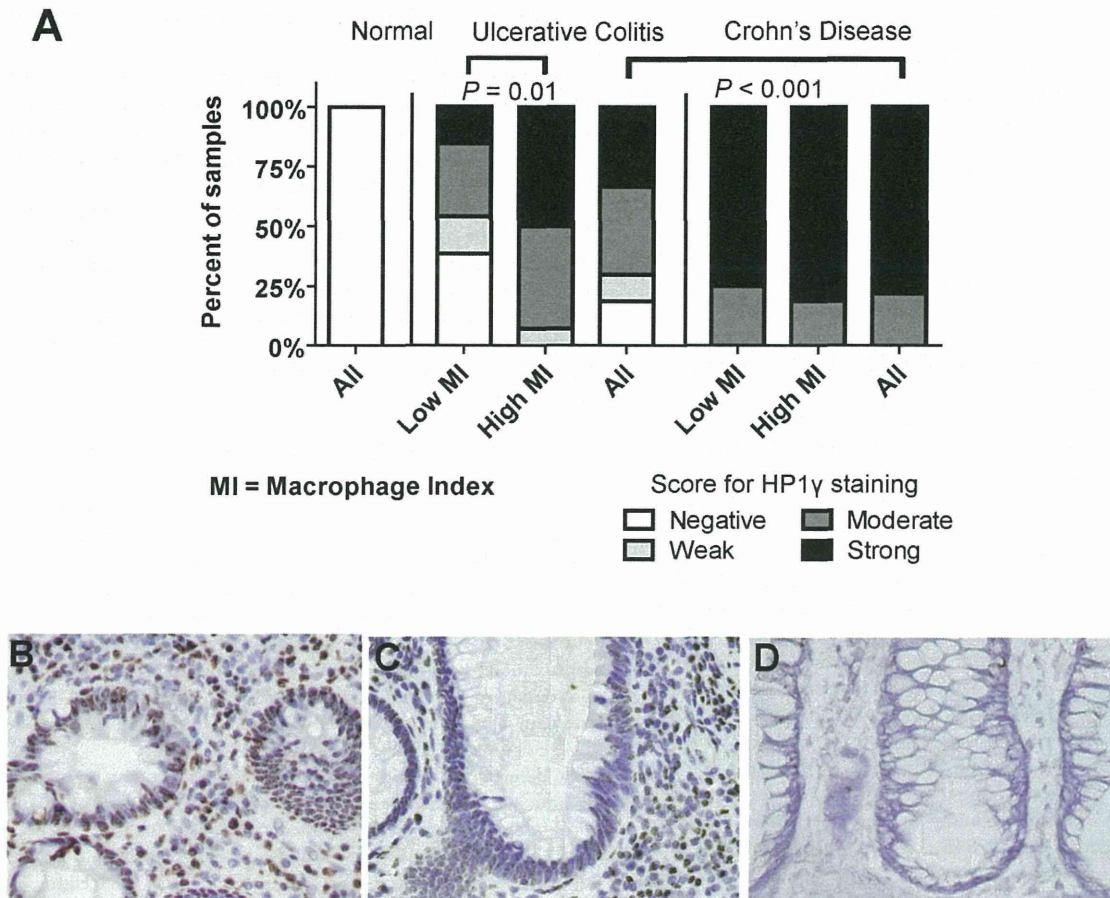 A
Normal Ulcerative Colitis Crohn's Disease
P = 0.01 P < 0.001
Percent of samples
100%
75%
50%
25%
0%
All Low MI High MI All Low MI High MI All
MI = Macrophage Index
Score for HP1γ staining
Negative Moderate
Weak Strong
B C D